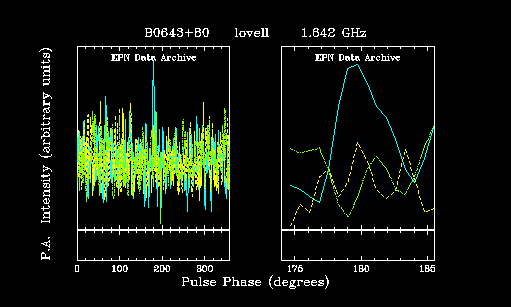 B0643+80 lovell 1.642 GHz
EPN Data Archive EPN Data Archive
P.A. Intensity (arbitrary units)
0 100 200 300 175 180 185
Pulse Phase (degrees)